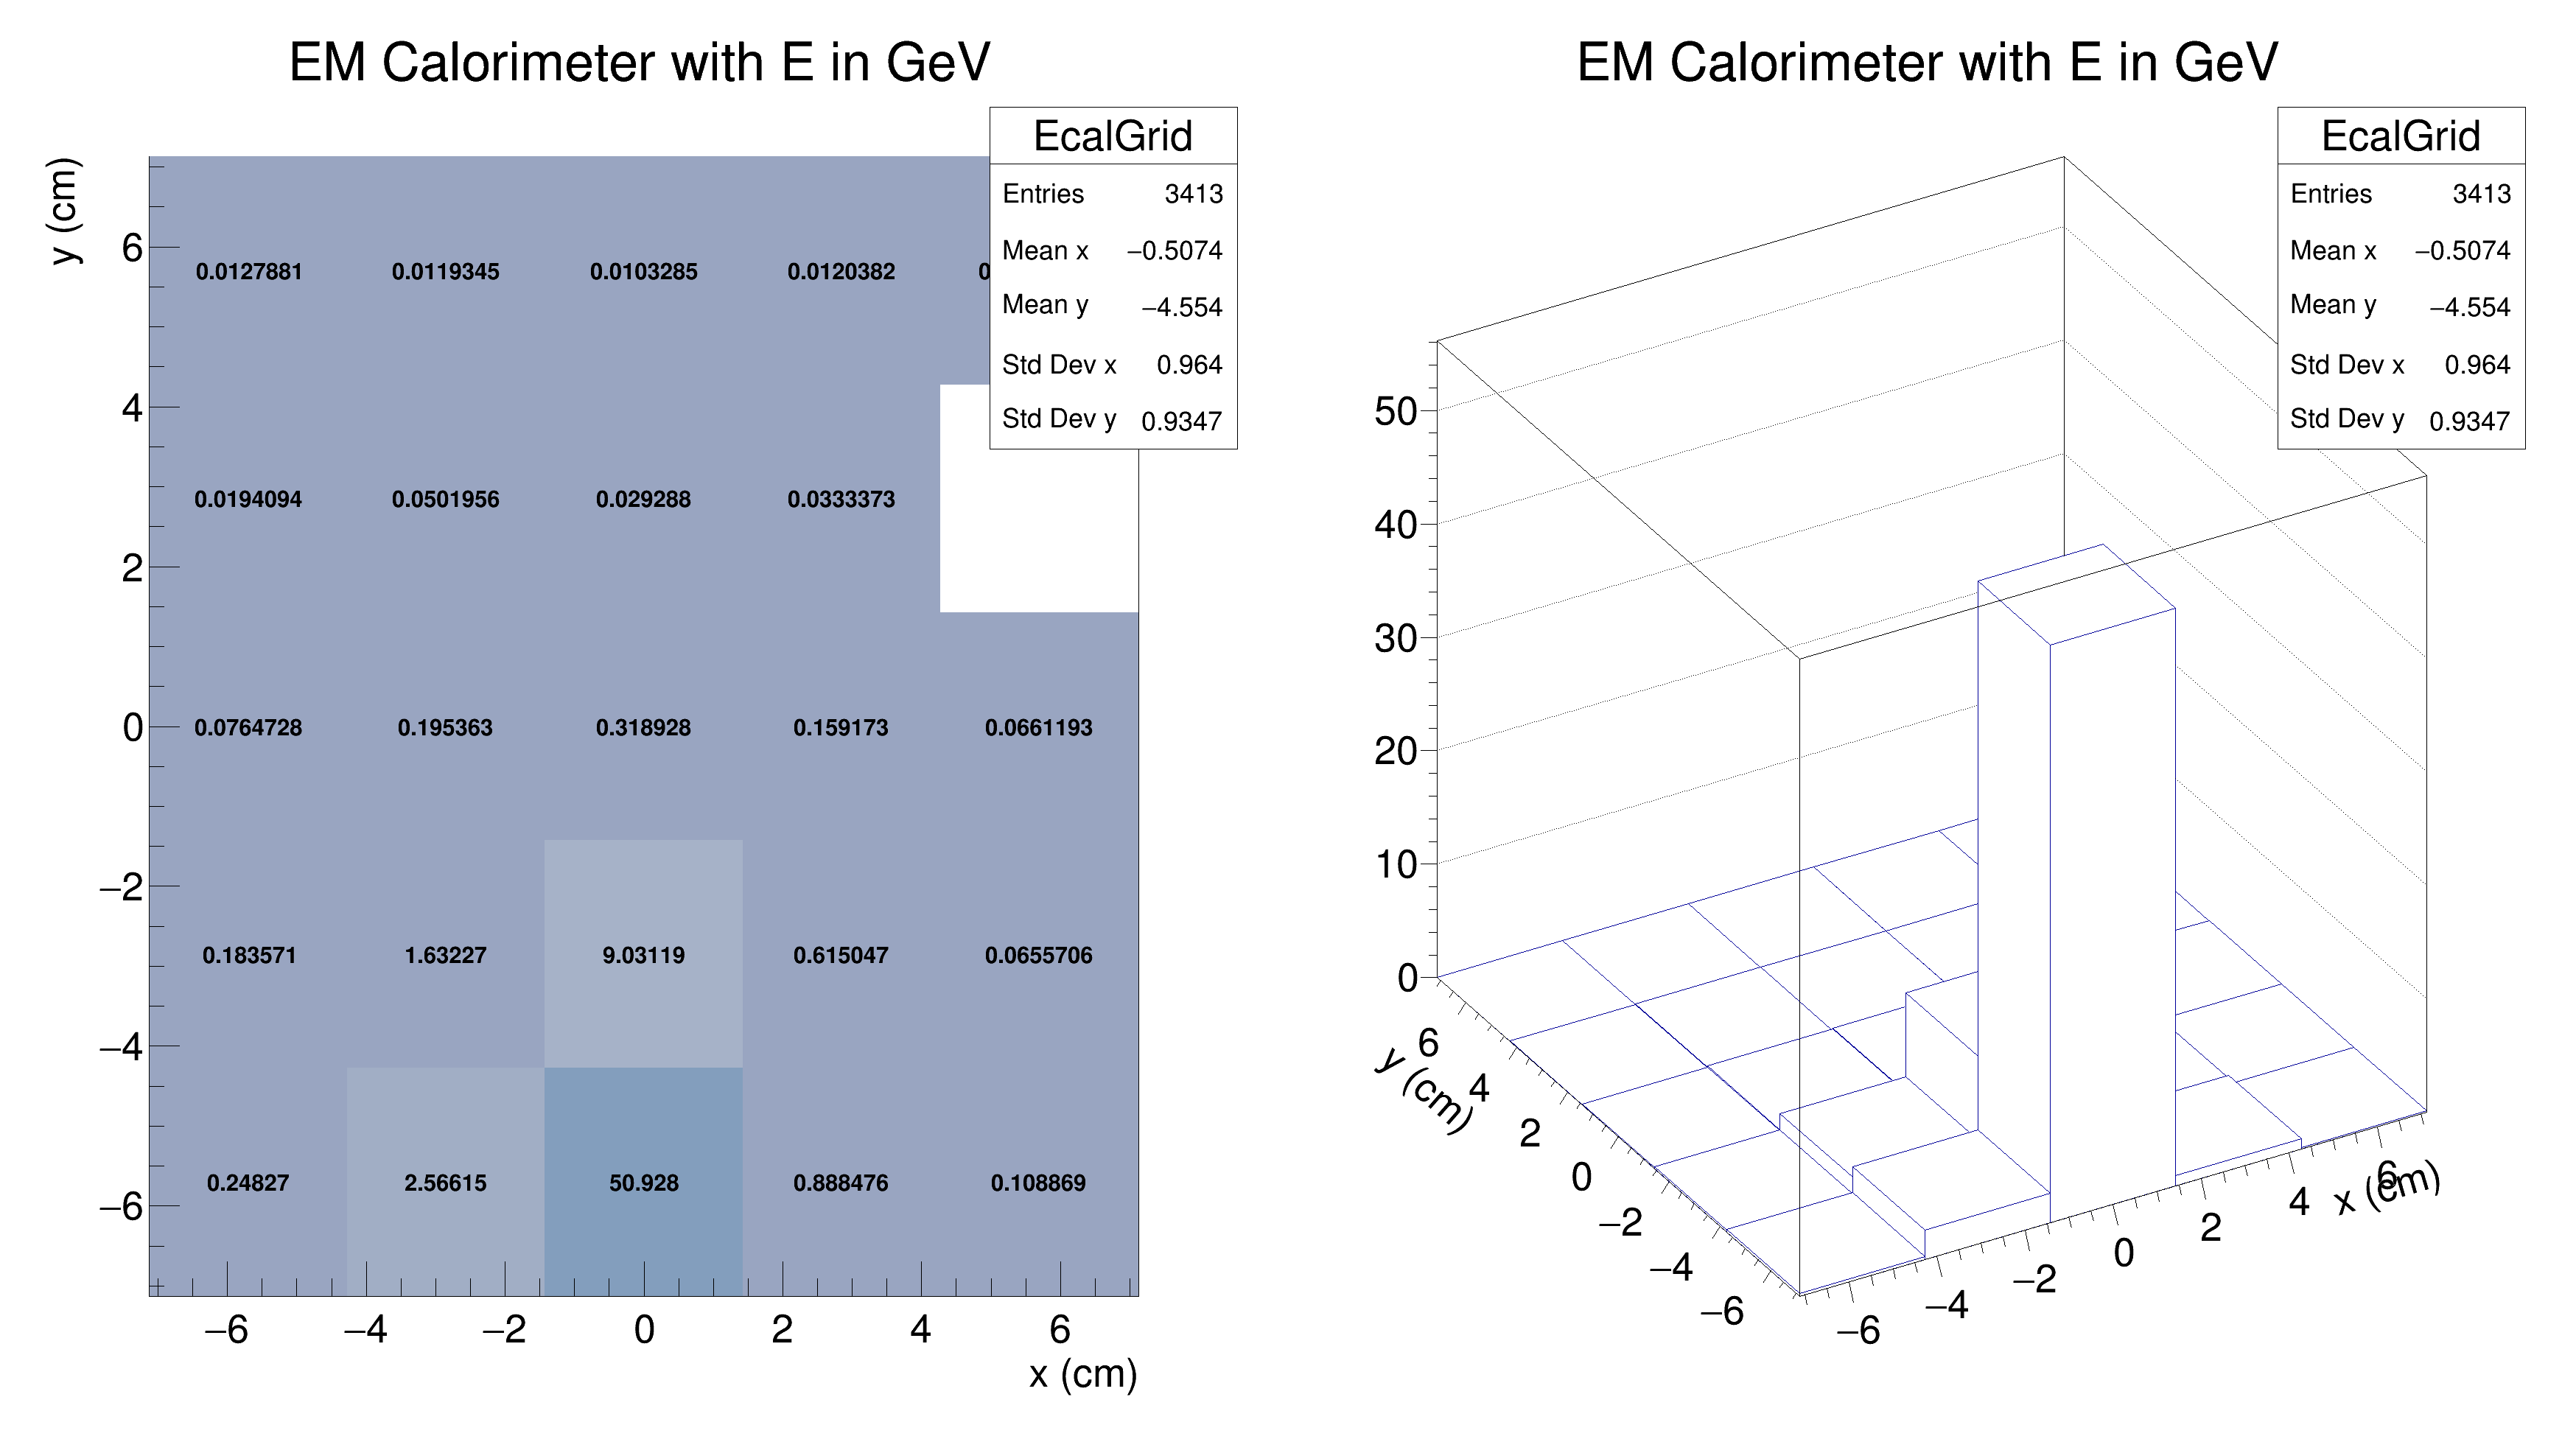 EM Calorimeter with E in GeV
EcalGrid
Entries 3413
Mean x −0.5074
Mean y −4.554
Std Dev x 0.964
Std Dev y 0.9347
y (cm)
6
4
2
0
−2
−4
−6
0.0127881 0.0119345 0.0103285 0.0120382
0.0194094 0.0501956 0.029288 0.0333373
0.0764728 0.195363 0.318928 0.159173 0.0661193
0.183571 1.63227 9.03119 0.615047 0.0655706
0.24827 2.56615 50.928 0.888476 0.108869
−6 −4 −2 0 2 4 6
x (cm)
EM Calorimeter with E in GeV
EcalGrid
Entries 3413
Mean x −0.5074
Mean y −4.554
Std Dev x 0.964
Std Dev y 0.9347
50
40
30
20
10
0
6
4
2
0
−2
−4
−6
y (cm)
−6
−4
−2
0
2
4
6
x (cm)